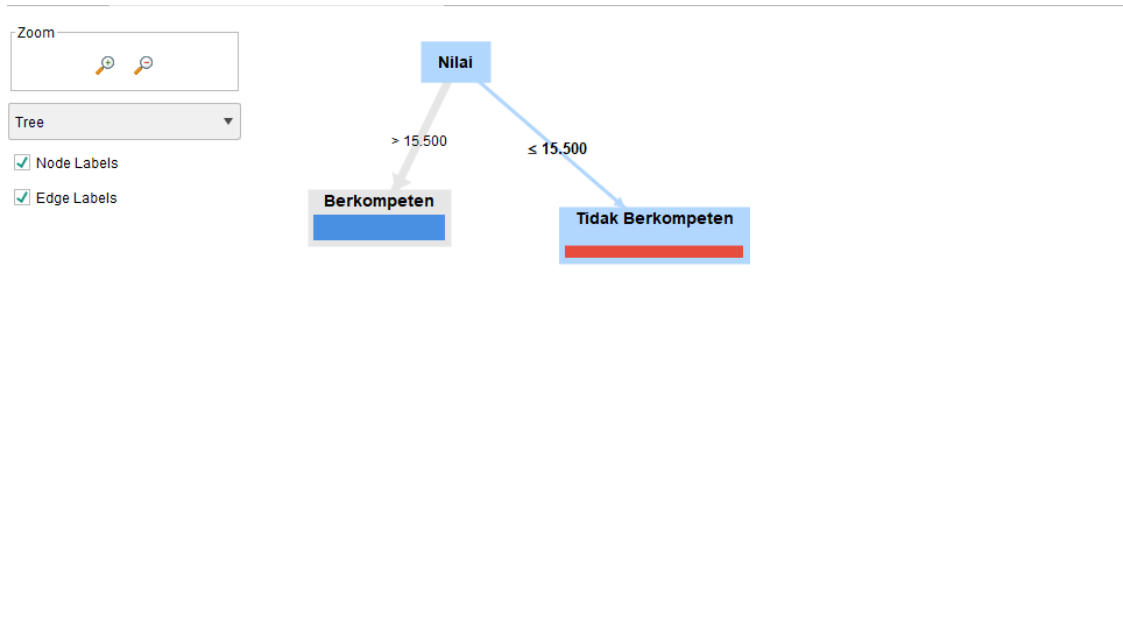 Zoom
Tree
Node Labels
Edge Labels
Nilai
> 15.500
≤ 15.500
Berkompeten
Tidak Berkompeten